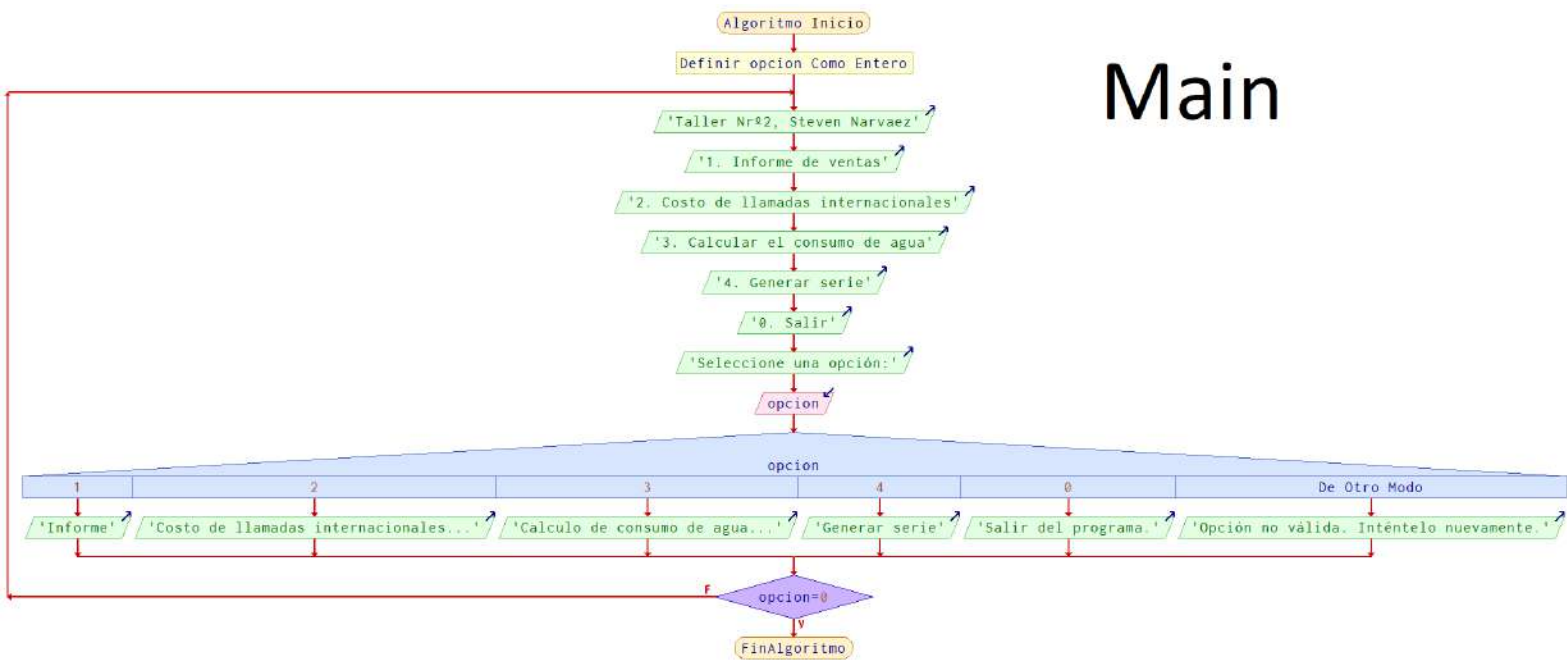 Algoritmo Inicio
Main
Definir opcion Como Entero
'Taller Nrº2, Steven Narvaez'
'1. Informe de ventas'
'2. Costo de llamadas internacionales'
'3. Calcular el consumo de agua'
'4. Generar serie'
'0. Salir'
'Seleccione una opción:'
opcion
opcion
1 2 3 4 0 De Otro Modo
'Informe' 'Costo de llamadas internacionales...' 'Calculo de consumo de agua...' 'Generar serie' 'Salir del programa.' 'Opción no válida. Inténtelo nuevamente.'
F
opcion=0
V
FinAlgoritmo